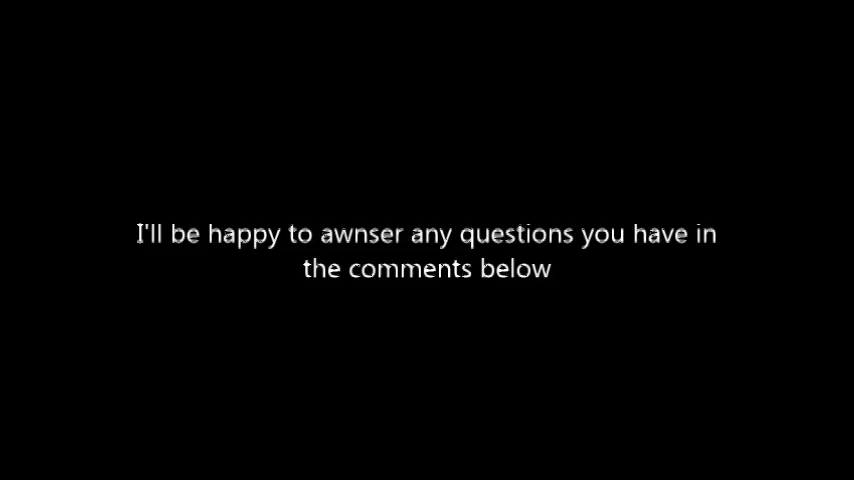 I'll be happy to awnser any questions you have in
the comments below